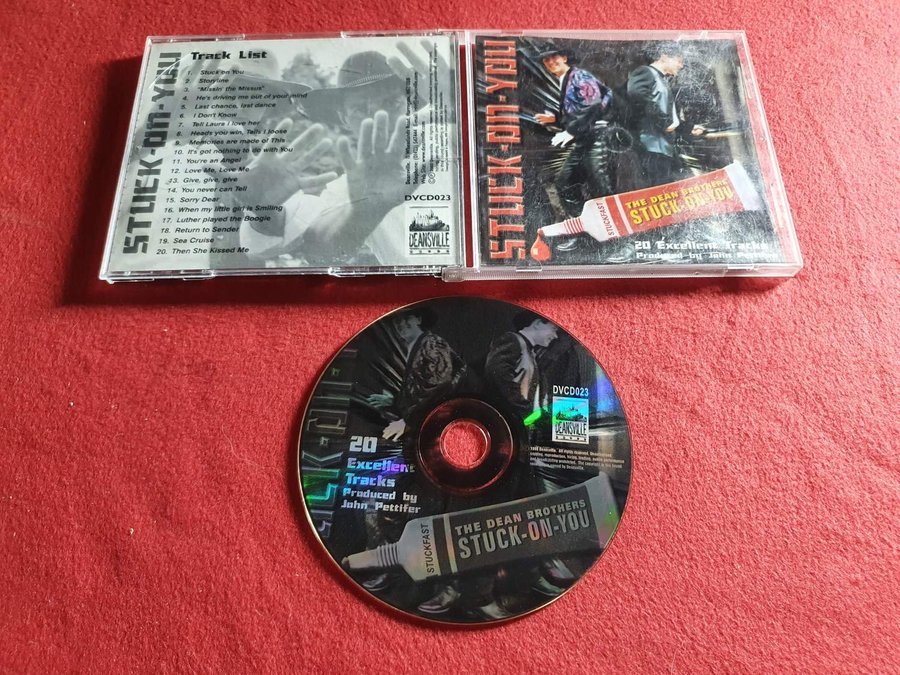 STUCK-ON-YOU
Track List
1. Stuck on You
2. Storyline
3. "Missin' the Missus"
4. He's driving me out of your mind
5. Last chance, last dance
6. I Don't Know
7. Tell Laura I love her
8. Heads you win, Tails I loose
9. Memories are made of This
10. It's got nothing to do with You
11. You're an Angel
12. Love Me, Love Me
13. Give, give, give
14. You never can Tell
15. Sorry Dear
16. When my little girl is Smiling
17. Luther played the Boogie
18. Return to Sender
19. Sea Cruise
20. Then She Kissed Me
DVCD023
DEANSVILLE
STUCK-ON-YOU
STUCKFAST
THE DEAN BROTHERS
STUCK-ON-YOU
20 Excellent Tracks
Produced by John Pettifer
DVCD023
DEANSVILLE
20
Excellent
Tracks
Produced by
John Pettifer
STUCKFAST
THE DEAN BROTHERS
STUCK-ON-YOU